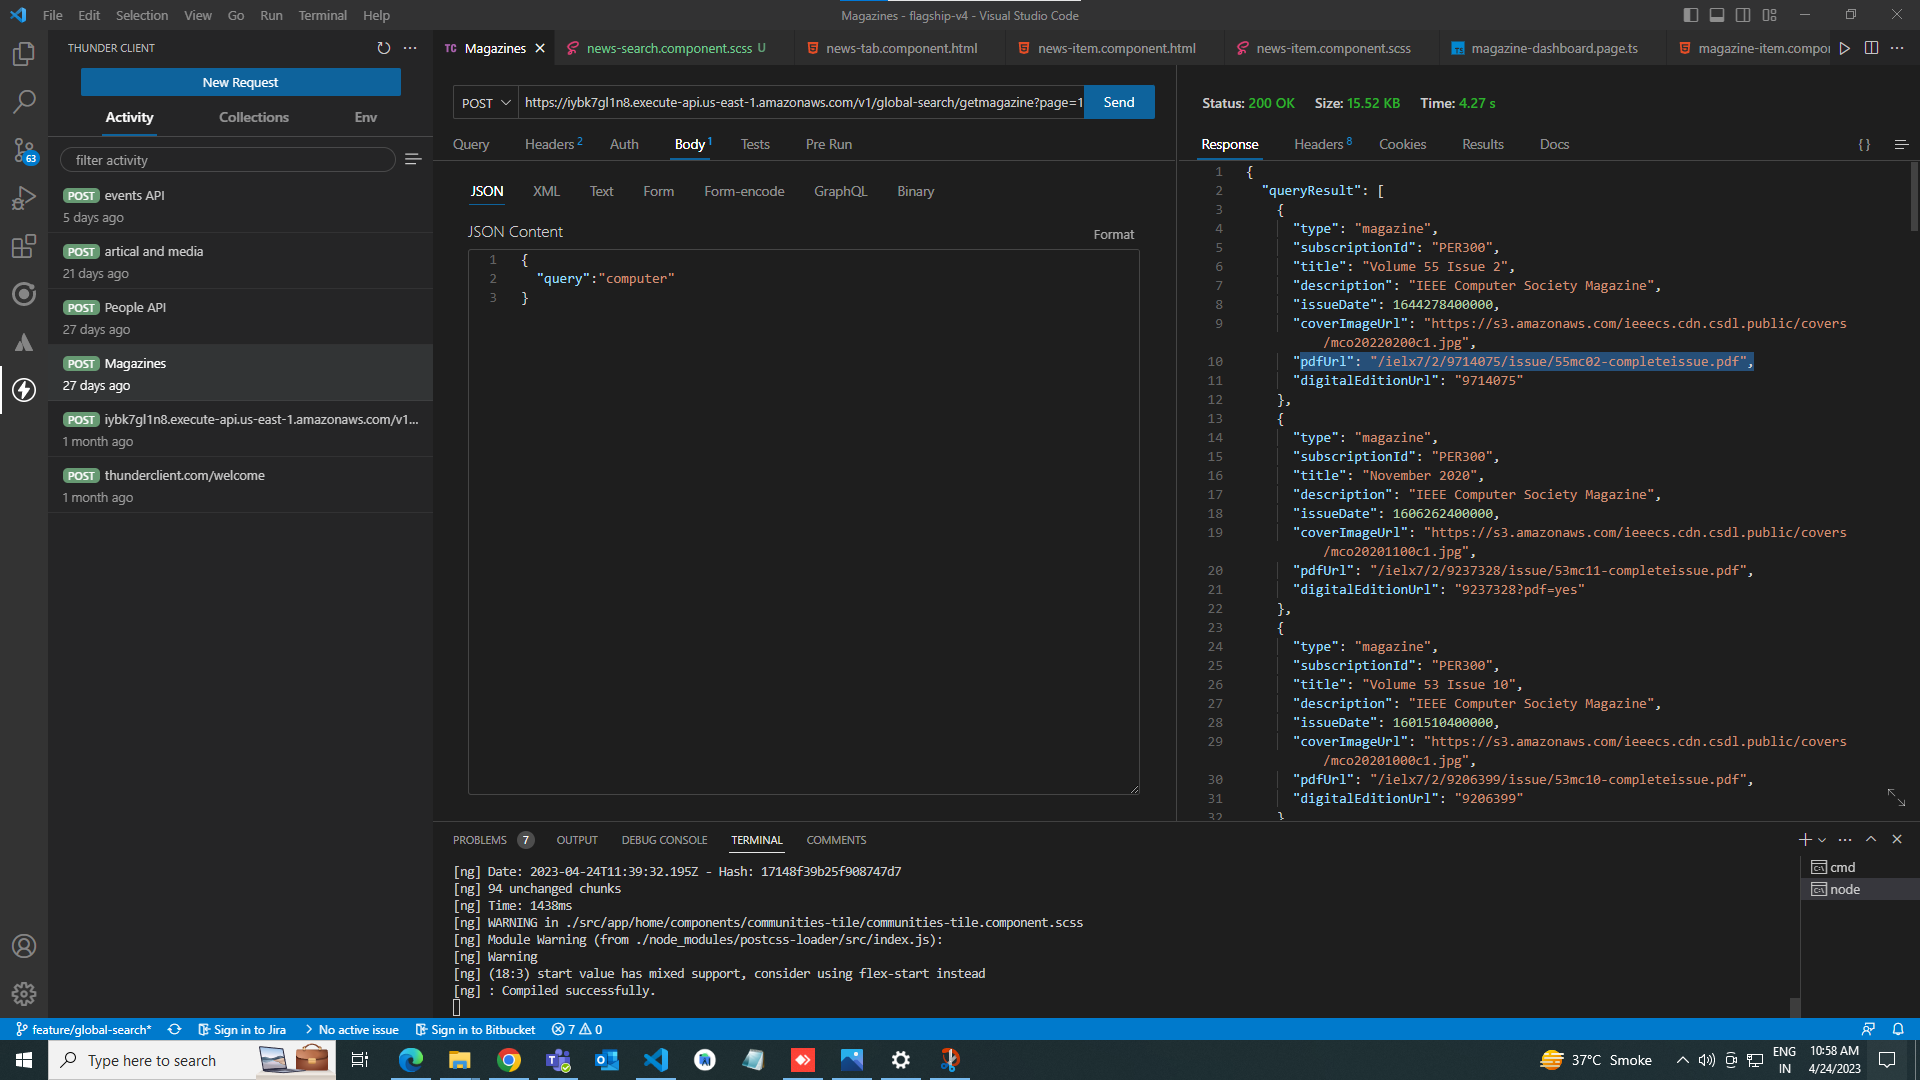 File Edit Selection View Go Run Terminal Help
Magazines - flagship-v4 - Visual Studio Code
THUNDER CLIENT
New Request
Activity Collections Env
filter activity
POST events API
5 days ago
POST artical and media
21 days ago
POST People API
27 days ago
POST Magazines
27 days ago
POST iybk7gl1n8.execute-api.us-east-1.amazonaws.com/v1...
1 month ago
POST thunderclient.com/welcome
1 month ago
63
TC Magazines news-search.component.scss U news-tab.component.html news-item.component.html news-item.component.scss TS magazine-dashboard.page.ts magazine-item.compo
POST https://iybk7gl1n8.execute-api.us-east-1.amazonaws.com/v1/global-search/getmagazine?page=1 Send
Query Headers 2 Auth Body 1 Tests Pre Run
JSON XML Text Form Form-encode GraphQL Binary
JSON Content
Format
1 {
2 "query":"computer"
3 }
Status: 200 OK Size: 15.52 KB Time: 4.27 s
Response Headers 8 Cookies Results Docs { }
1 {
2 "queryResult": [
3 {
4 "type": "magazine",
5 "subscriptionId": "PER300",
6 "title": "Volume 55 Issue 2",
7 "description": "IEEE Computer Society Magazine",
8 "issueDate": 1644278400000,
9 "coverImageUrl": "https://s3.amazonaws.com/ieeecs.cdn.csdl.public/covers
/mco20220200c1.jpg",
10 "pdfUrl": "/ielx7/2/9714075/issue/55mc02-completeissue.pdf",
11 "digitalEditionUrl": "9714075"
12 },
13 {
14 "type": "magazine",
15 "subscriptionId": "PER300",
16 "title": "November 2020",
17 "description": "IEEE Computer Society Magazine",
18 "issueDate": 1606262400000,
19 "coverImageUrl": "https://s3.amazonaws.com/ieeecs.cdn.csdl.public/covers
/mco20201100c1.jpg",
20 "pdfUrl": "/ielx7/2/9237328/issue/53mc11-completeissue.pdf",
21 "digitalEditionUrl": "9237328?pdf=yes"
22 },
23 {
24 "type": "magazine",
25 "subscriptionId": "PER300",
26 "title": "Volume 53 Issue 10",
27 "description": "IEEE Computer Society Magazine",
28 "issueDate": 1601510400000,
29 "coverImageUrl": "https://s3.amazonaws.com/ieeecs.cdn.csdl.public/covers
/mco20201000c1.jpg",
30 "pdfUrl": "/ielx7/2/9206399/issue/53mc10-completeissue.pdf",
31 "digitalEditionUrl": "9206399"
32 }
PROBLEMS 7 OUTPUT DEBUG CONSOLE TERMINAL COMMENTS
[ng] Date: 2023-04-24T11:39:32.195Z - Hash: 17148f39b25f908747d7
[ng] 94 unchanged chunks
[ng] Time: 1438ms
[ng] WARNING in ./src/app/home/components/communities-tile/communities-tile.component.scss
[ng] Module Warning (from ./node_modules/postcss-loader/src/index.js):
[ng] Warning
[ng] (18:3) start value has mixed support, consider using flex-start instead
[ng] : Compiled successfully.
cmd
node
feature/global-search* Sign in to Jira No active issue Sign in to Bitbucket 7 0
Type here to search
37°C Smoke
ENG
IN
10:58 AM
4/24/2023